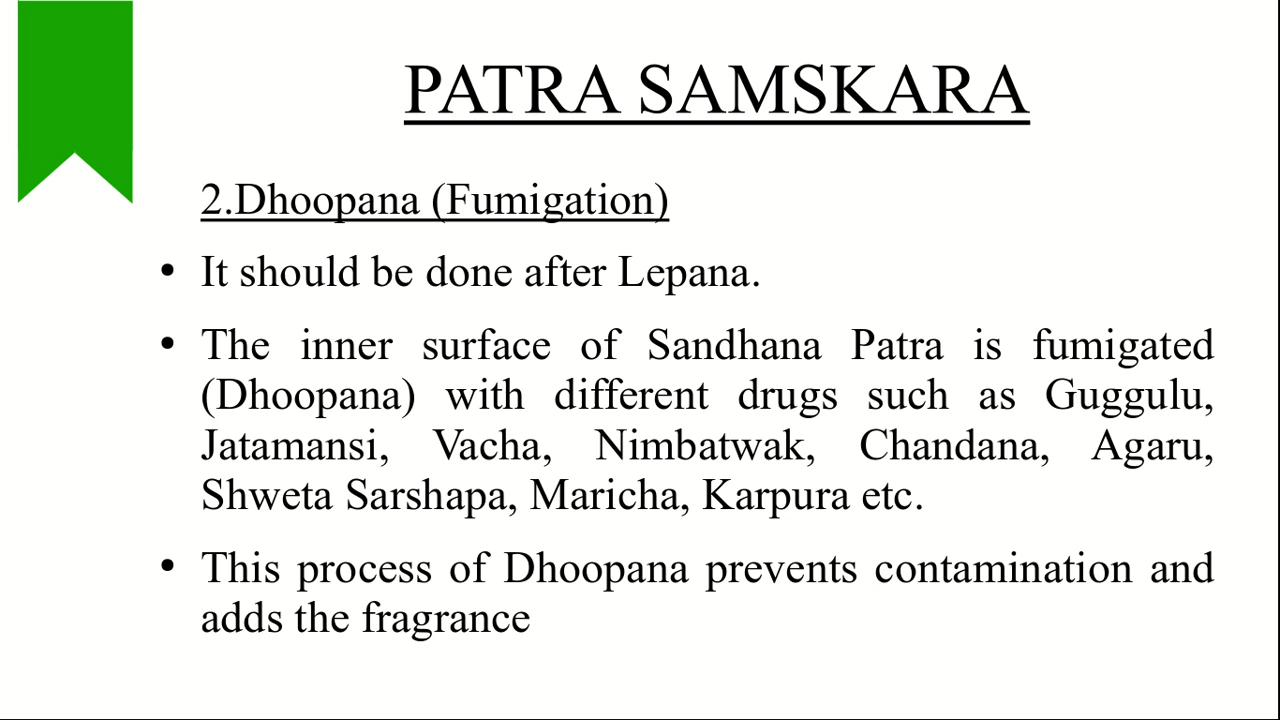 PATRA SAMSKARA
2.Dhoopana (Fumigation)
• It should be done after Lepana.
• The inner surface of Sandhana Patra is fumigated
(Dhoopana) with different drugs such as Guggulu,
Jatamansi, Vacha, Nimbatwak, Chandana, Agaru,
Shweta Sarshapa, Maricha, Karpura etc.
• This process of Dhoopana prevents contamination and
adds the fragrance